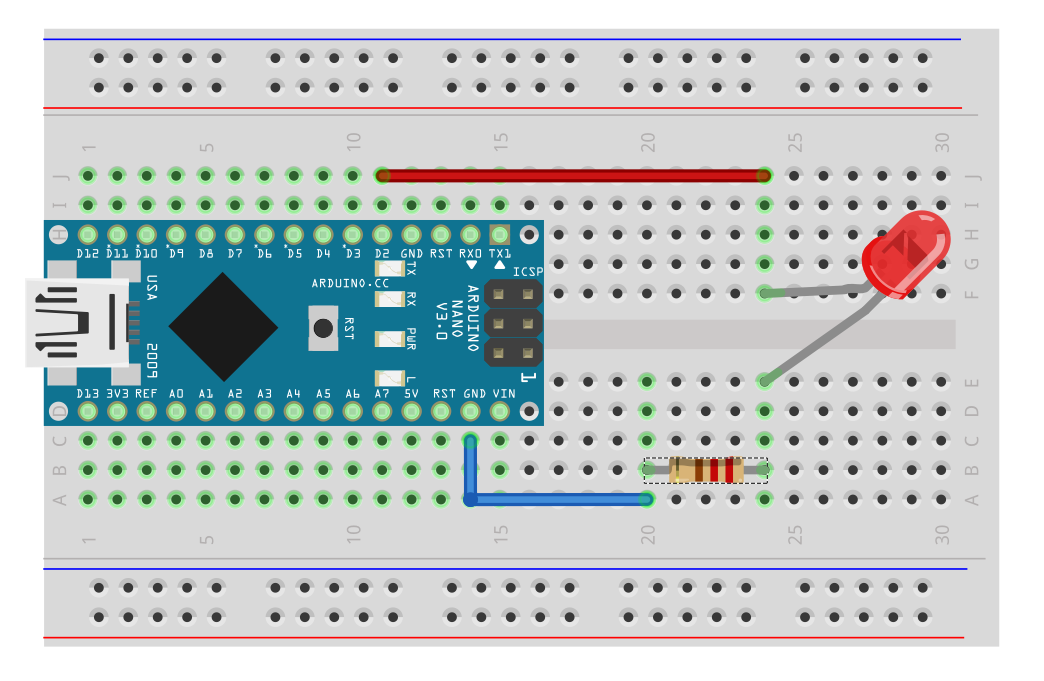 1 5 10 15 20 25 30
J J
I I
H H
D12 D11 D10 D9 D8 D7 D6 D5 D4 D3 D2 GND RST RX0 TX1
G
TX
ICSP
ARDUINO.CC
USA
F
RX
RST
ARDUINO
NANO
V3.0
PWR
2009
L
1
E
D13 3V3 REF A0 A1 A2 A3 A4 A5 A6 A7 5V RST GND VIN
D D
C C
B B
A A
1 5 10 15 20 25 30